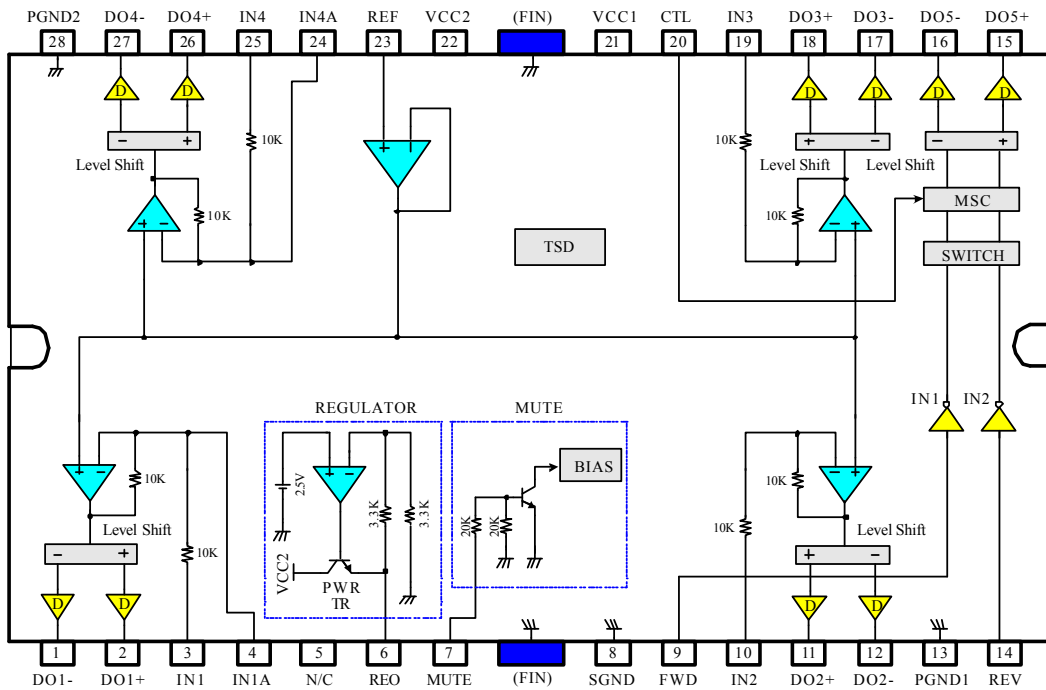 PGND2 DO4- DO4+ IN4 IN4A REF VCC2 (FIN) VCC1 CTL IN3 DO3+ DO3- DO5- DO5+
28 27 26 25 24 23 22 21 20 19 18 17 16 15
D D D D D D
10K 10K
- + + - + -
+ -
Level Shift Level Shift Level Shift
10K 10K MSC
+ - - +
TSD SWITCH
IN1 IN2
REGULATOR MUTE
BIAS
+ - + - - +
10K 2.5V 3.3K 3.3K 20K 20K 10K
Level Shift Level Shift
10K 10K
- + + -
VCC2 PWR
TR
D D D D
1 2 3 4 5 6 7 8 9 10 11 12 13 14
DO1- DO1+ IN1 IN1A N/C REO MUTE (FIN) SGND FWD IN2 DO2+ DO2- PGND1 REV